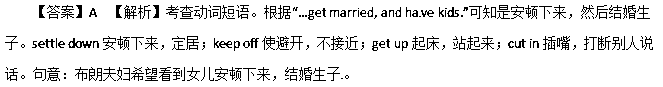 【答案】A 【解析】考查动词短语。根据“…get married, and have kids.”可知是安顿下来，然后结婚生
子。settle down 安顿下来，定居；keep off 使避开，不接近；get up 起床，站起来；cut in 插嘴，打断别人说
话。句意：布朗夫妇希望看到女儿安顿下来，结婚生子.。